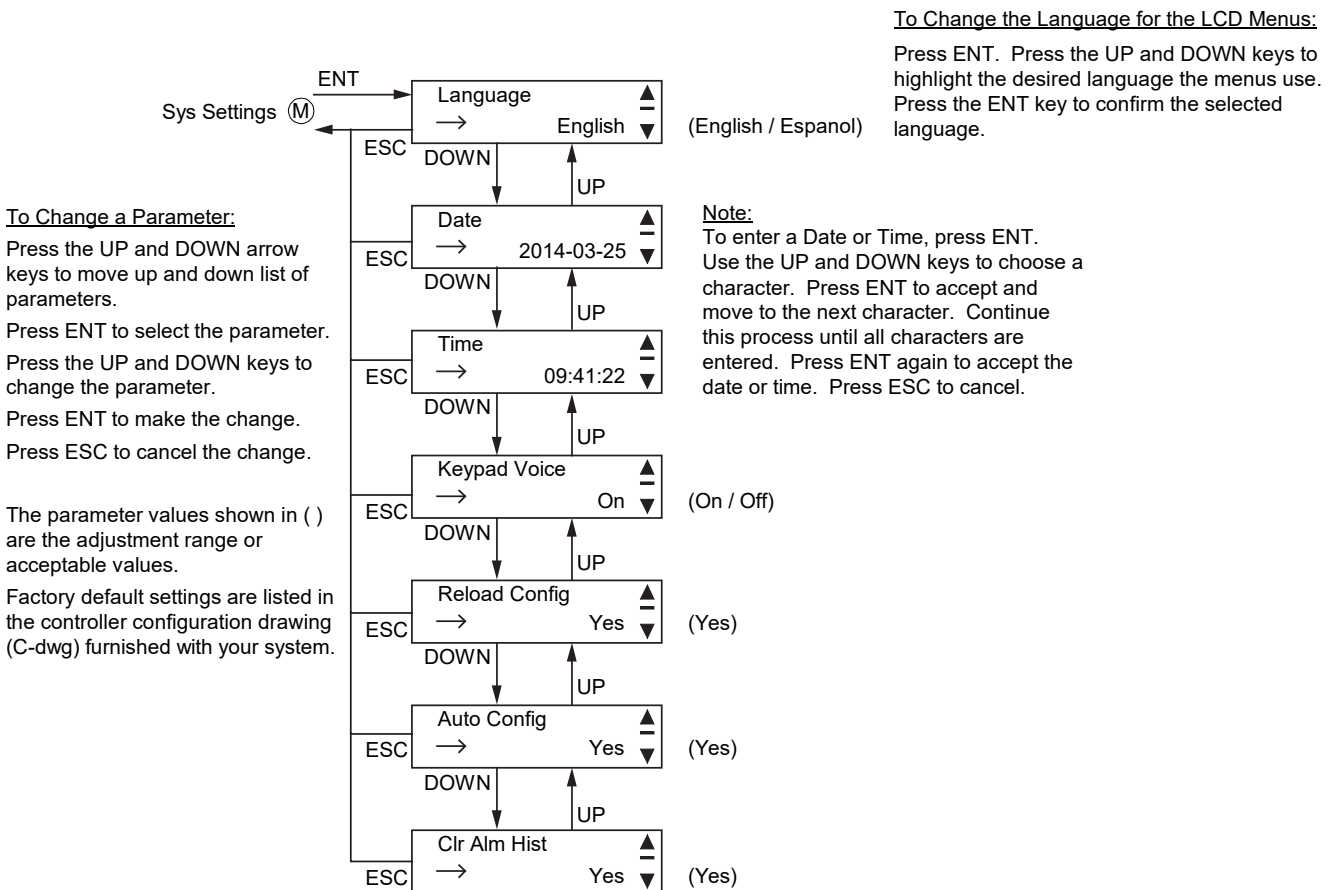 To Change the Language for the LCD Menus:
Press ENT.  Press the UP and DOWN keys to
highlight the desired language the menus use.
Press the ENT key to confirm the selected
language.
ENT
Sys Settings M
Language
→ English
(English / Espanol)
ESC
DOWN
UP
To Change a Parameter:
Press the UP and DOWN arrow
keys to move up and down list of
parameters.
Press ENT to select the parameter.
Press the UP and DOWN keys to
change the parameter.
Press ENT to make the change.
Press ESC to cancel the change.
The parameter values shown in ( )
are the adjustment range or
acceptable values.
Factory default settings are listed in
the controller configuration drawing
(C-dwg) furnished with your system.
Date
→ 2014-03-25
ESC
DOWN
UP
Note:
To enter a Date or Time, press ENT.
Use the UP and DOWN keys to choose a
character.  Press ENT to accept and
move to the next character.  Continue
this process until all characters are
entered.  Press ENT again to accept the
date or time.  Press ESC to cancel.
Time
→ 09:41:22
ESC
DOWN
UP
Keypad Voice
→ On
(On / Off)
ESC
DOWN
UP
Reload Config
→ Yes
(Yes)
ESC
DOWN
UP
Auto Config
→ Yes
(Yes)
ESC
DOWN
UP
Clr Alm Hist
→ Yes
(Yes)
ESC